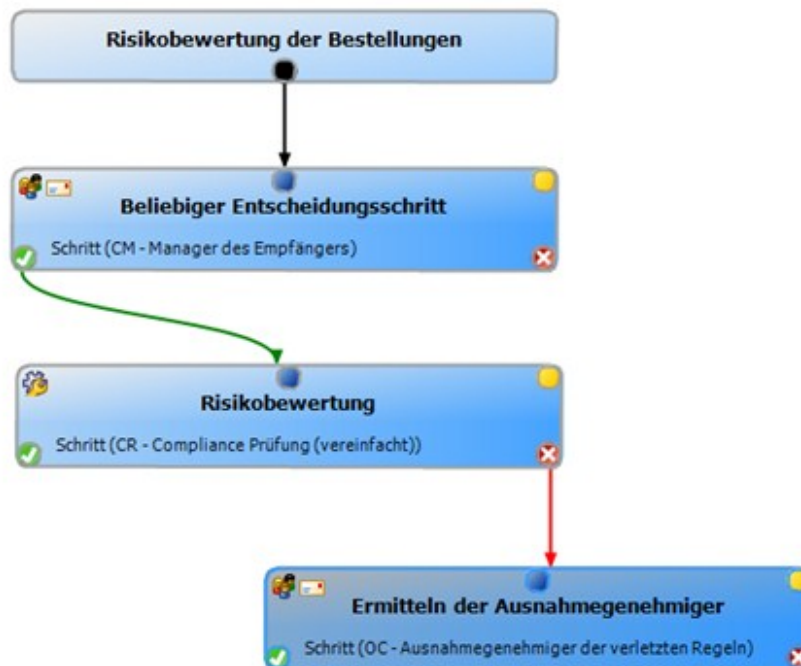 Risikobewertung der Bestellungen
Beliebiger Entscheidungsschritt
Schritt (CM - Manager des Empfängers)
Risikobewertung
Schritt (CR - Compliance Prüfung (vereinfacht))
Ermitteln der Ausnahmegenehmiger
Schritt (OC - Ausnahmegenehmiger der verletzten Regeln)